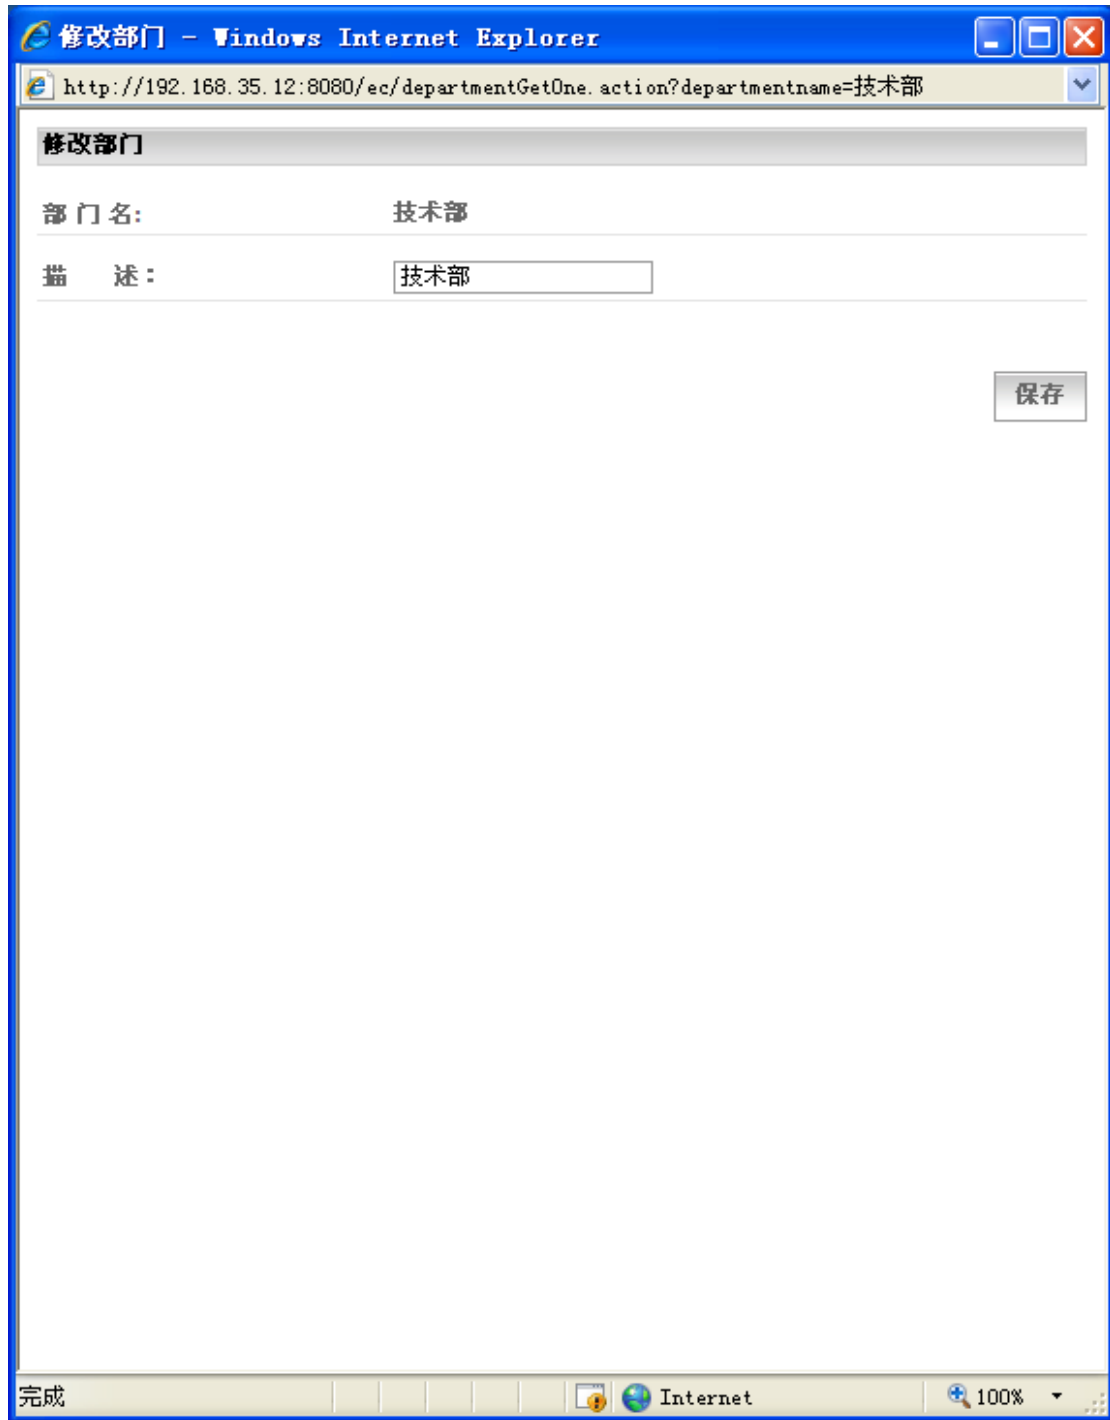 修改部门 - Windows Internet Explorer
http://192.168.35.12:8080/ec/departmentGetOne.action?departmentname=技术部
修改部门
部 门 名: 技术部
描 述： 技术部
保存
完成 Internet 100%